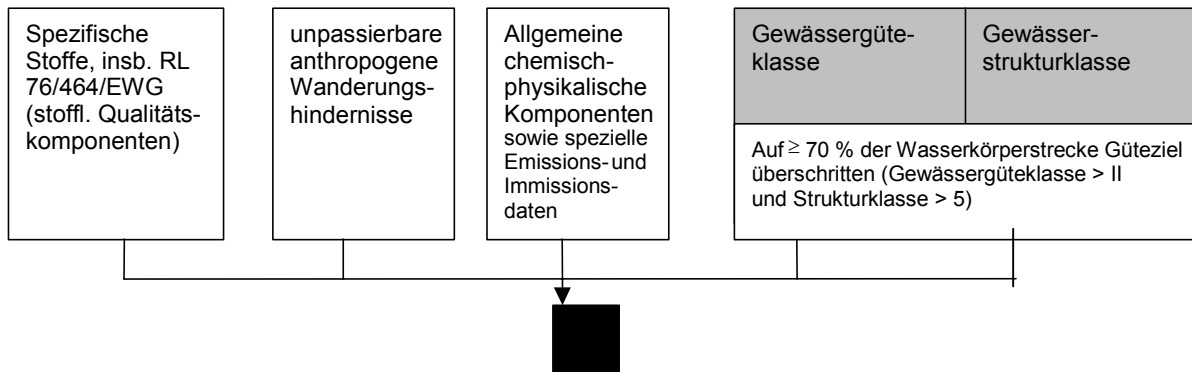 Spezifische
Stoffe, insb. RL
76/464/EWG
(stoffl. Qualitäts-
komponenten)
unpassierbare
anthropogene
Wanderungs-
hindernisse
Allgemeine
chemisch-
physikalische
Komponenten
sowie spezielle
Emissions-und
Immissions-
daten
Gewässergüte-
klasse
Gewässer-
strukturklasse
Auf ≥ 70 % der Wasserkörperstrecke Güteziel
überschritten (Gewässergüteklasse > II
und Strukturklasse > 5)